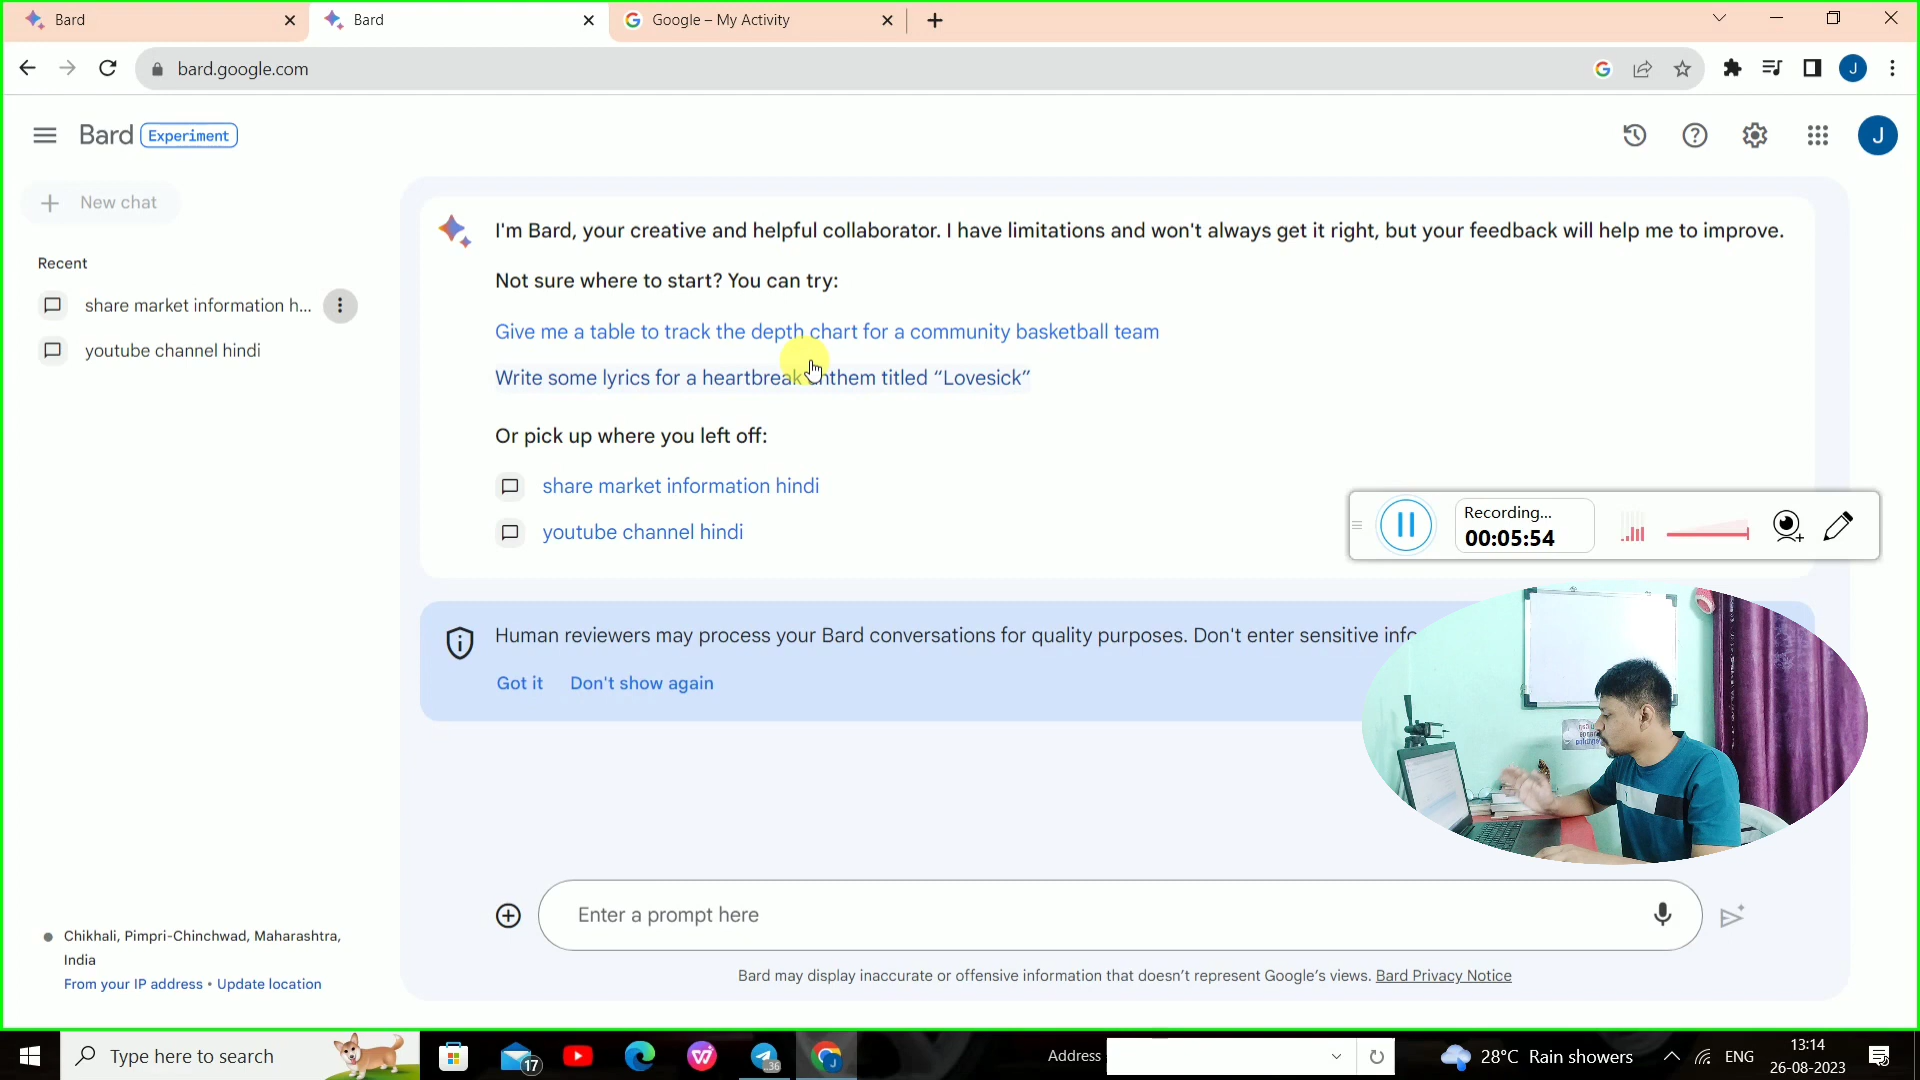 Bard
Bard
Google – My Activity
bard.google.com
J
Bard Experiment
J
New chat
Recent
share market information h...
youtube channel hindi
I'm Bard, your creative and helpful collaborator. I have limitations and won't always get it right, but your feedback will help me to improve.
Not sure where to start? You can try:
Give me a table to track the depth chart for a community basketball team
Write some lyrics for a heartbreak anthem titled “Lovesick”
Or pick up where you left off:
share market information hindi
youtube channel hindi
Recording...
00:05:54
Human reviewers may process your Bard conversations for quality purposes. Don't enter sensitive info
Got it Don't show again
Enter a prompt here
Bard may display inaccurate or offensive information that doesn't represent Google's views. Bard Privacy Notice
Chikhali, Pimpri-Chinchwad, Maharashtra,
India
From your IP address • Update location
Type here to search
17
36
J
Address
28°C Rain showers
ENG
13:14
26-08-2023